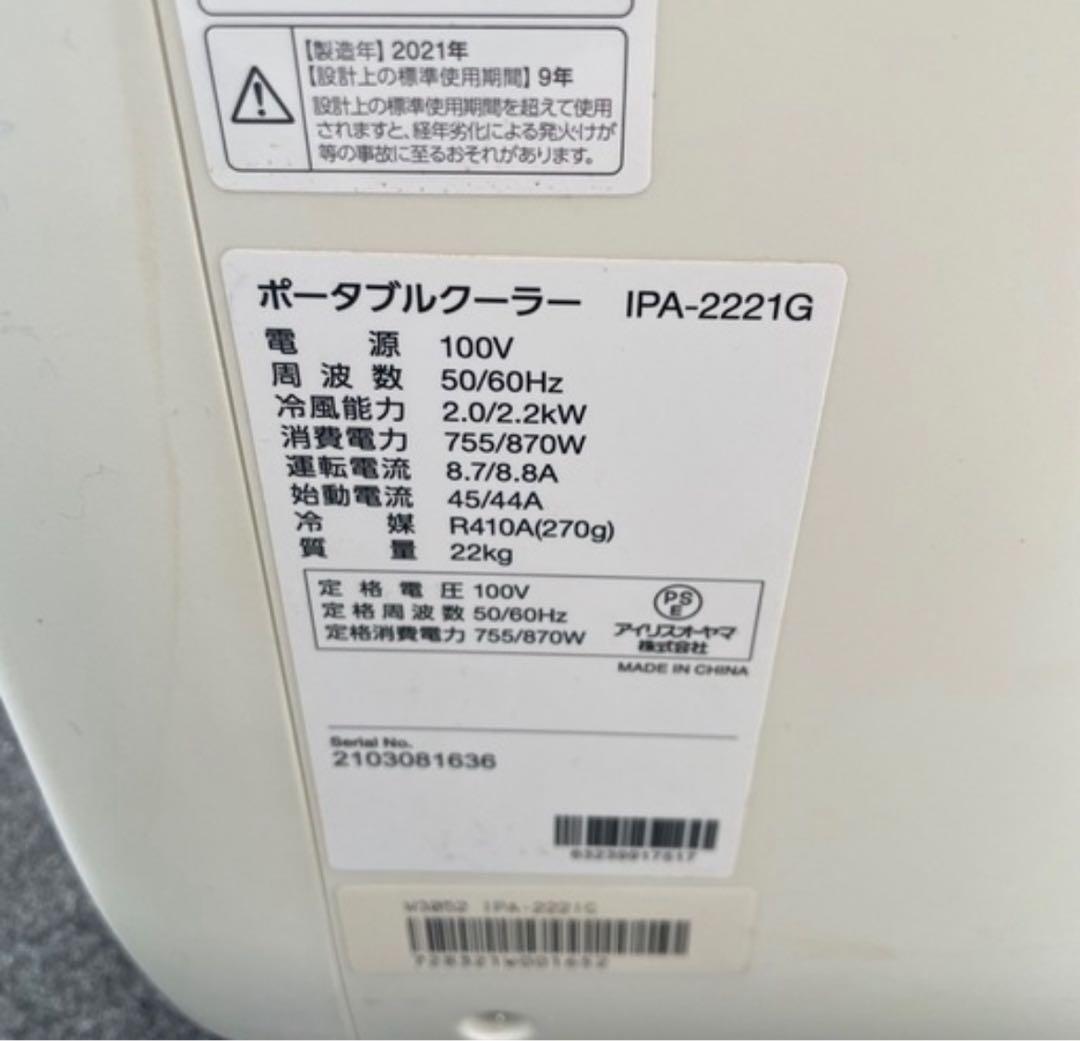 【製造年】2021年
【設計上の標準使用期間】9年
設計上の標準使用期間を超えて使用
されますと、経年劣化による発火・けが
等の事故に至るおそれがあります。
ポータブルクーラー IPA-2221G
電源 100V
周波数 50/60Hz
冷風能力 2.0/2.2kW
消費電力 755/870W
運転電流 8.7/8.8A
始動電流 45/44A
冷媒 R410A(270g)
質量 22kg
定格電圧 100V
定格周波数 50/60Hz
定格消費電力 755/870W
PSE
アイリスオーヤマ
株式会社
MADE IN CHINA
Serial No.
2103081636
W3052 IPA-2221G